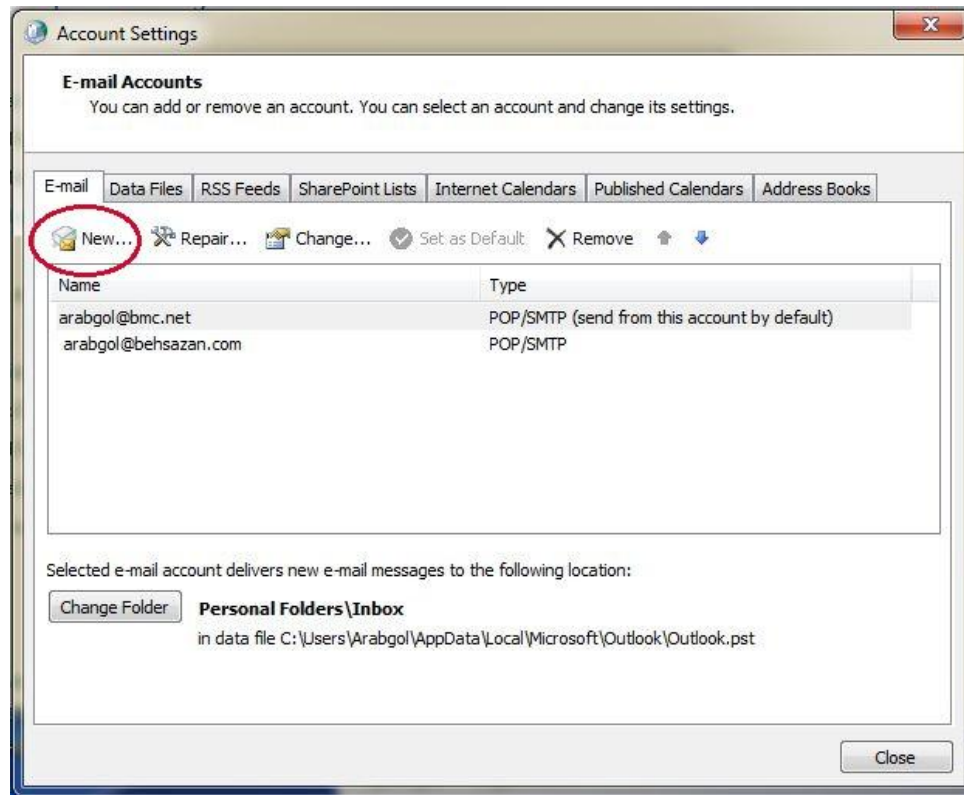 Account Settings
E-mail Accounts
You can add or remove an account. You can select an account and change its settings.
E-mail Data Files RSS Feeds SharePoint Lists Internet Calendars Published Calendars Address Books
New... Repair... Change... Set as Default Remove
Name Type
arabgol@bmc.net POP/SMTP (send from this account by default)
arabgol@behsazan.com POP/SMTP
Selected e-mail account delivers new e-mail messages to the following location:
Change Folder Personal Folders\Inbox
in data file C:\Users\Arabgol\AppData\Local\Microsoft\Outlook\Outlook.pst
Close